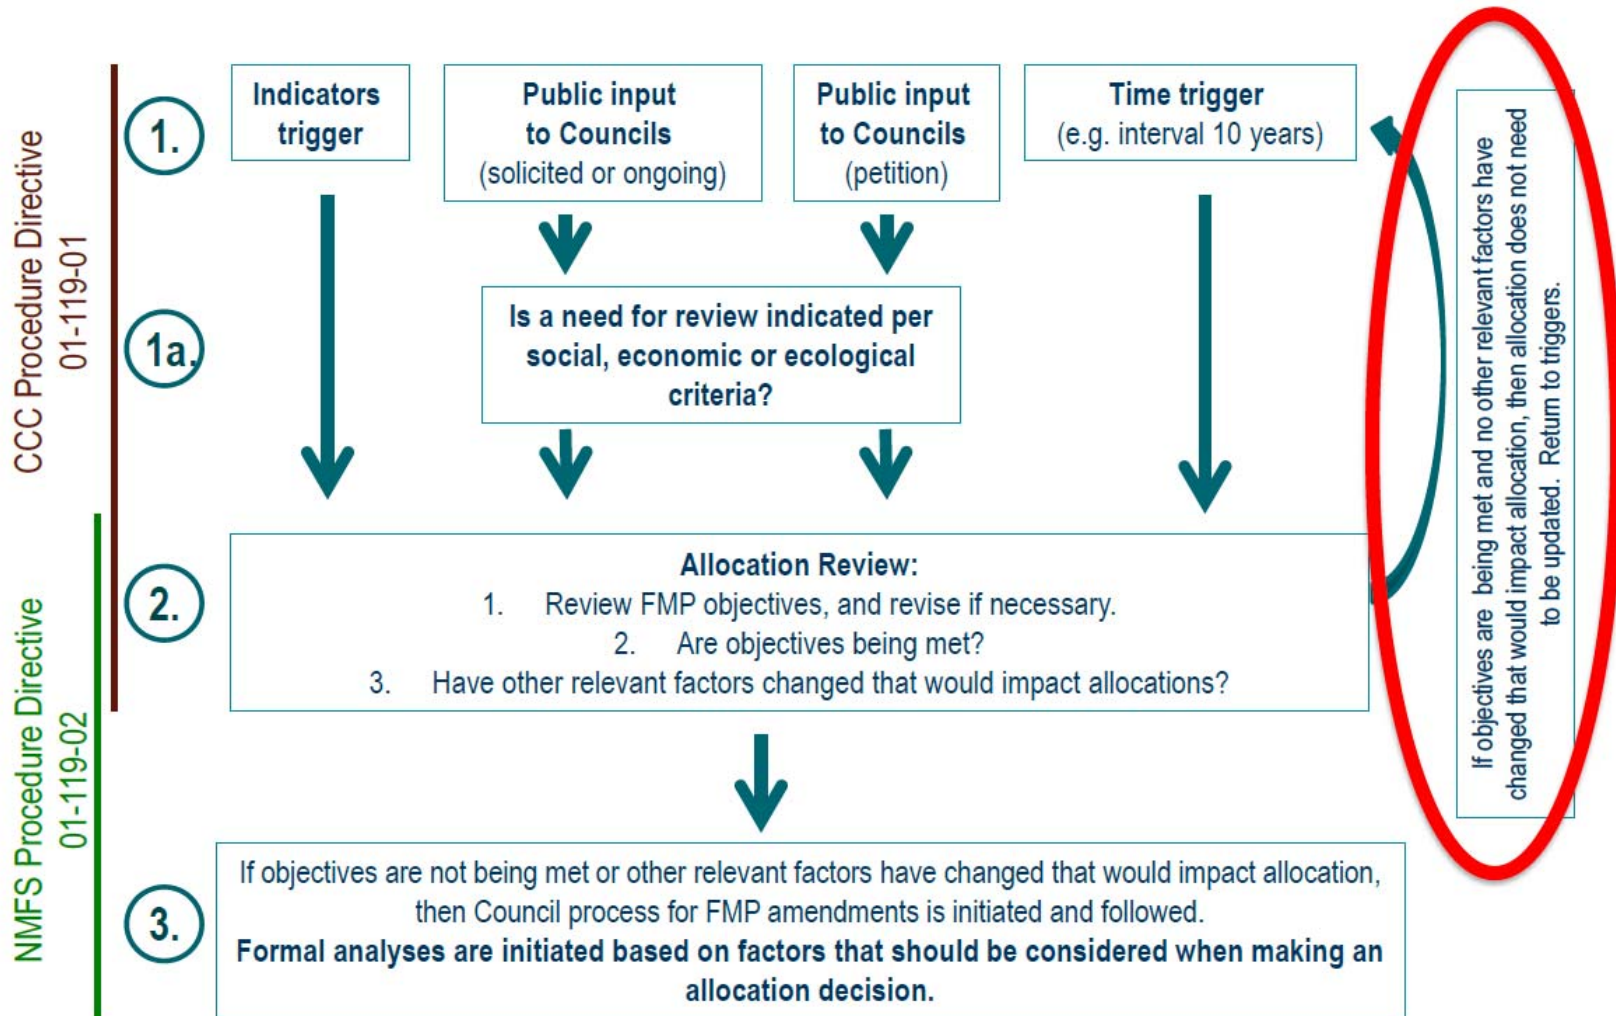 CCC Procedure Directive
01-119-01
NMFS Procedure Directive
01-119-02
1.
Indicators
trigger
Public input
to Councils
(solicited or ongoing)
Public input
to Councils
(petition)
Time trigger
(e.g. interval 10 years)
1a.
Is a need for review indicated per
social, economic or ecological
criteria?
2.
Allocation Review:
1. Review FMP objectives, and revise if necessary.
2. Are objectives being met?
3. Have other relevant factors changed that would impact allocations?
If objectives are being met and no other relevant factors have
changed that would impact allocation, then allocation does not need
to be updated. Return to triggers.
3.
If objectives are not being met or other relevant factors have changed that would impact allocation,
then Council process for FMP amendments is initiated and followed.
Formal analyses are initiated based on factors that should be considered when making an
allocation decision.